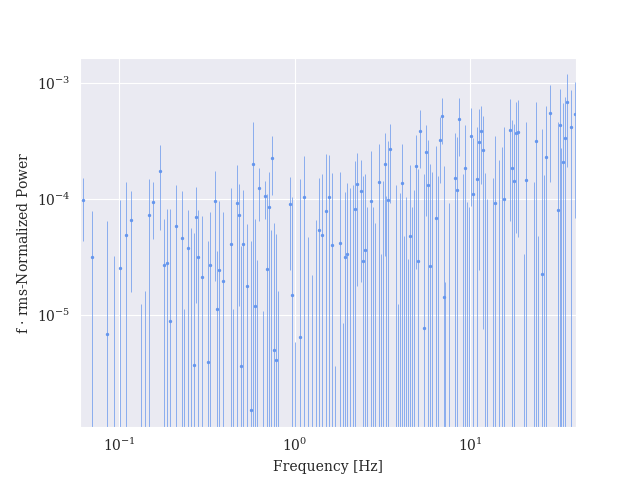 10⁻³
10⁻⁴
10⁻⁵
f · rms-Normalized Power
10⁻¹ 10⁰ 10¹
Frequency [Hz]